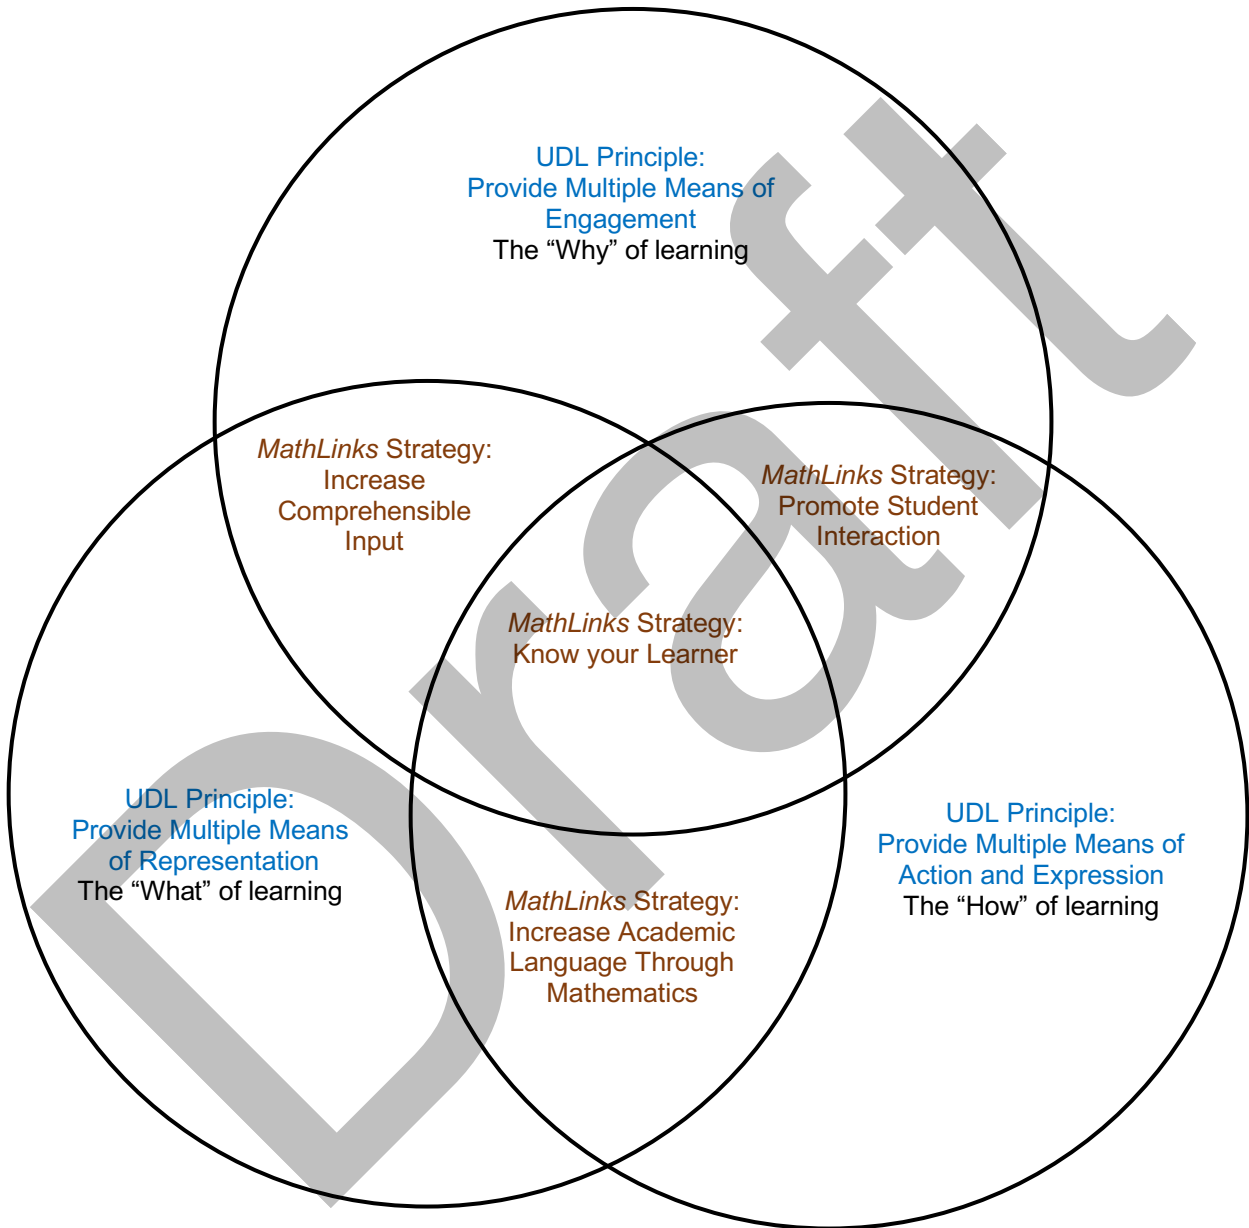 UDL Principle:
Provide Multiple Means of
Engagement
The “Why” of learning
MathLinks Strategy:
Increase
Comprehensible
Input
MathLinks Strategy:
Promote Student
Interaction
MathLinks Strategy:
Know your Learner
UDL Principle:
Provide Multiple Means
of Representation
The “What” of learning
UDL Principle:
Provide Multiple Means of
Action and Expression
The “How” of learning
MathLinks Strategy:
Increase Academic
Language Through
Mathematics
Draft